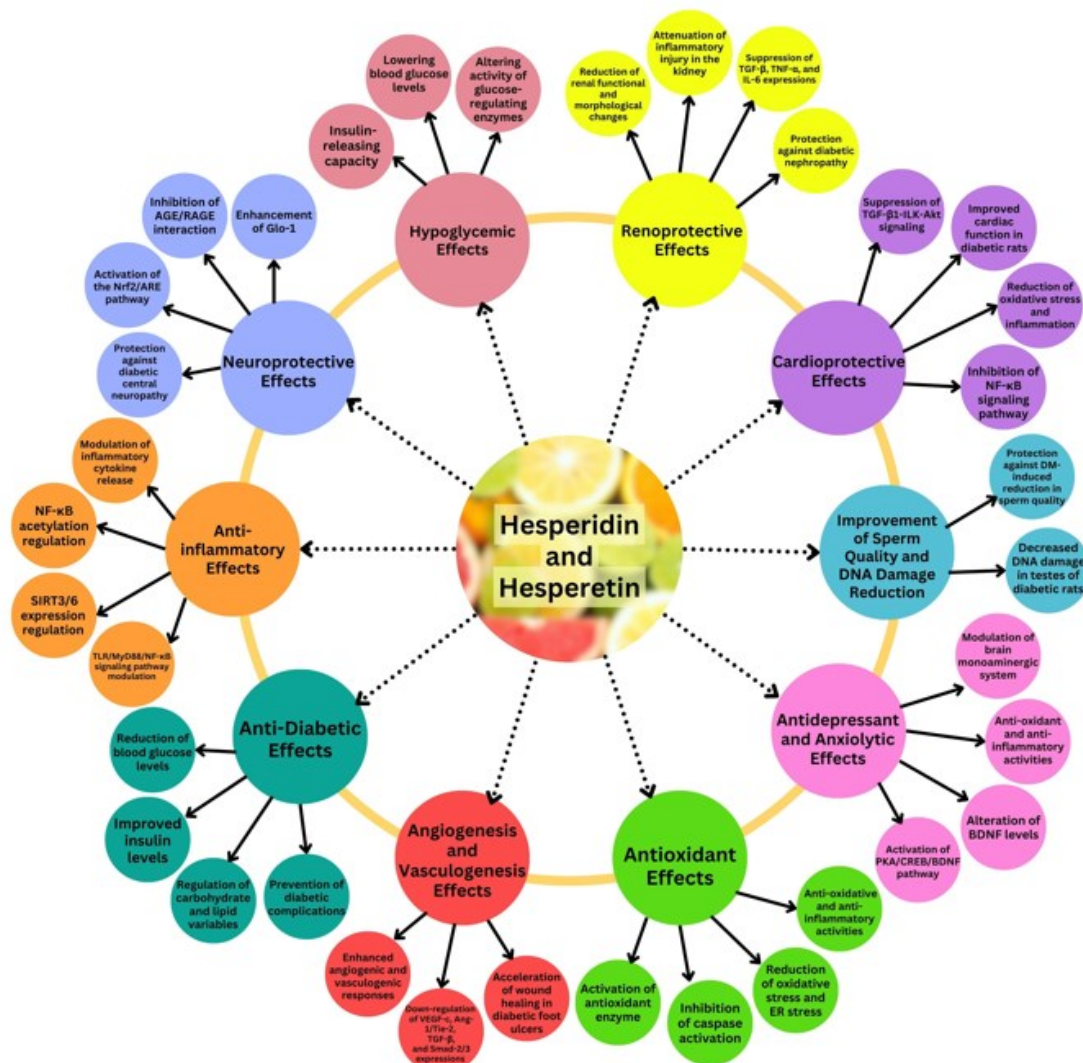 Hesperidin
and
Hesperetin
Hypoglycemic
Effects
Insulin-
releasing
capacity
Lowering
blood glucose
levels
Altering
activity of
glucose-
regulating
enzymes
Renoprotective
Effects
Reduction of
renal functional
and
morphological
changes
Attenuation of
inflammatory
injury in the
kidney
Suppression of
TGF-β, TNF-α, and
IL-6 expressions
Protection
against diabetic
nephropathy
Cardioprotective
Effects
Suppression of
TGF-β1-ILK-Akt
signaling
Improved
cardiac
function in
diabetic rats
Reduction of
oxidative stress
and
inflammation
Inhibition of
NF-κB
signaling
pathway
Improvement
of Sperm
Quality and
DNA Damage
Reduction
Protection
against DM-
induced
reduction in
sperm quality
Decreased
DNA damage
in testes of
diabetic rats
Antidepressant
and Anxiolytic
Effects
Modulation of
brain
monoaminergic
system
Anti-oxidant
and anti-
inflammatory
activities
Alteration of
BDNF levels
Activation of
PKA/CREB/BDNF
pathway
Antioxidant
Effects
Anti-oxidative
and anti-
inflammatory
activities
Reduction
of oxidative
stress and
ER stress
Inhibition
of caspase
activation
Activation of
antioxidant
enzyme
Angiogenesis
and
Vasculogenesis
Effects
Acceleration
of wound
healing in
diabetic foot
ulcers
Down-regulation
of VEGF-c, Ang-
1/Tie-2,
TGF-β,
and Smad-2/3
expressions
Enhanced
angiogenic and
vasculogenic
responses
Anti-Diabetic
Effects
Prevention of
diabetic
complications
Regulation of
carbohydrate
and lipid
variables
Improved
insulin
levels
Reduction of
blood glucose
levels
Anti-
inflammatory
Effects
TLR/MyD88/NF-κB
signaling pathway
modulation
SIRT3/6
expression
regulation
NF-κB
acetylation
regulation
Modulation of
inflammatory
cytokine
release
Neuroprotective
Effects
Protection
against
diabetic
central
neuropathy
Activation of
the Nrf2/ARE
pathway
Inhibition of
AGE/RAGE
interaction
Enhancement
of Glo-1